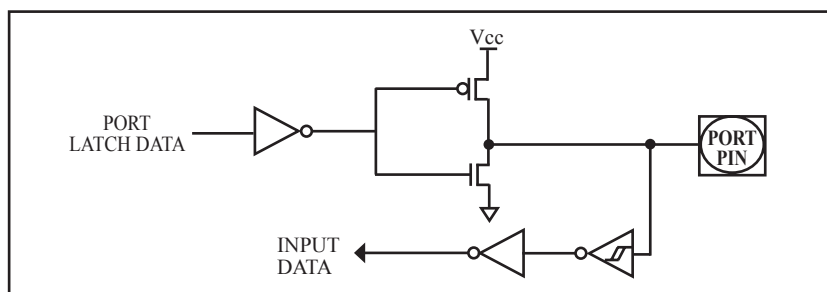 Vcc
PORT
LATCH DATA
PORT
PIN
INPUT
DATA